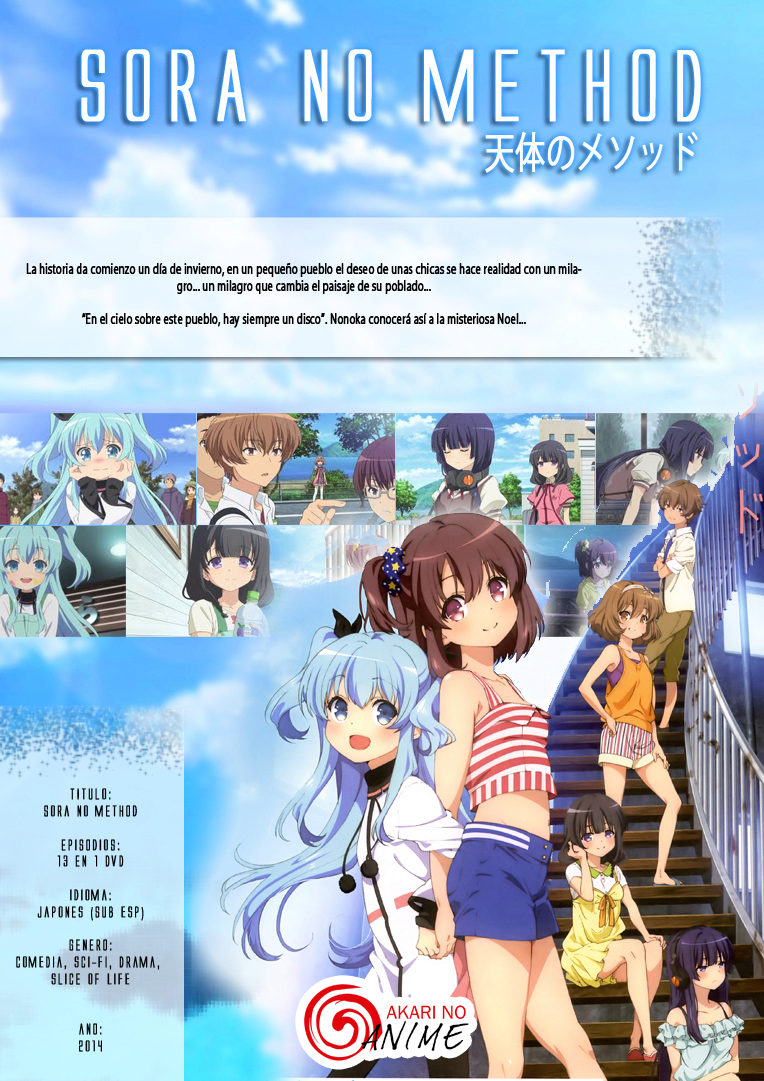 SORA NO METHOD
天体のメソッド
La historia da comienzo un día de invierno, en un pequeño pueblo el deseo de unas chicas se hace realidad con un mila-
gro... un milagro que cambia el paisaje de su poblado...
"En el cielo sobre este pueblo, hay siempre un disco". Nonoka conocerá así a la misteriosa Noel...
ソッド
TITULO:
SORA NO METHOD
EPISODIOS:
13 EN 1 DVD
IDIOMA:
JAPONES (SUB ESP)
GENERO:
COMEDIA, SCI-FI, DRAMA,
SLICE OF LIFE
ANO:
2014
AKARI NO
ANIME